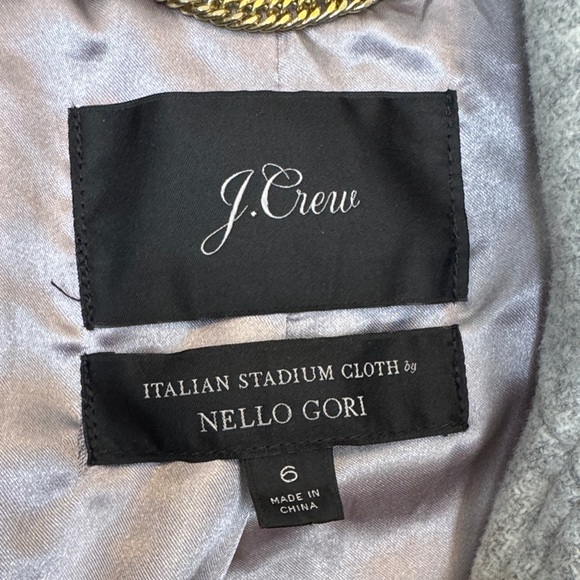 J.Crew
ITALIAN STADIUM CLOTH by
NELLO GORI
6
MADE IN
CHINA